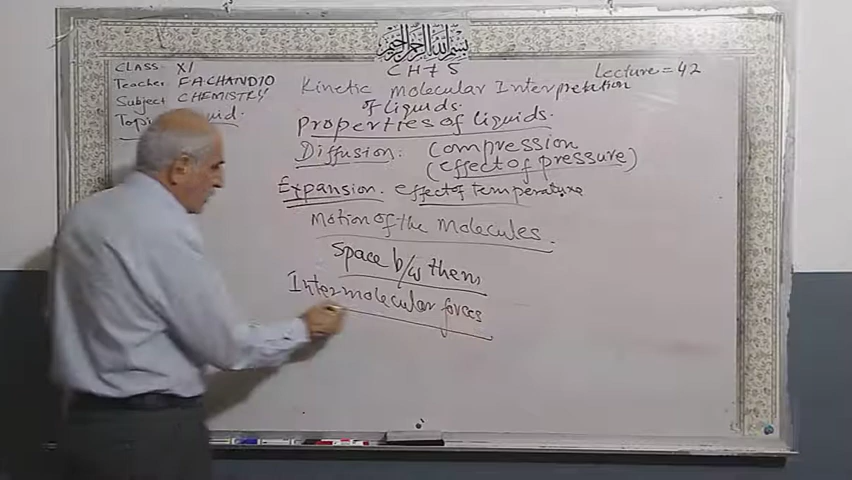 بسم الله الرحمن الرحيم
CH # 5
Lecture = 42
CLASS XI
Teacher FACHANDIO
Subject CHEMISTRY
Topic
Kinetic molecular Interpretation
of liquids.
Properties of liquids.
Diffusion. Compression
(effect of pressure)
Expansion. effect of temperature
Motion of the Molecules.
Space b/w them
Intermolecular forces